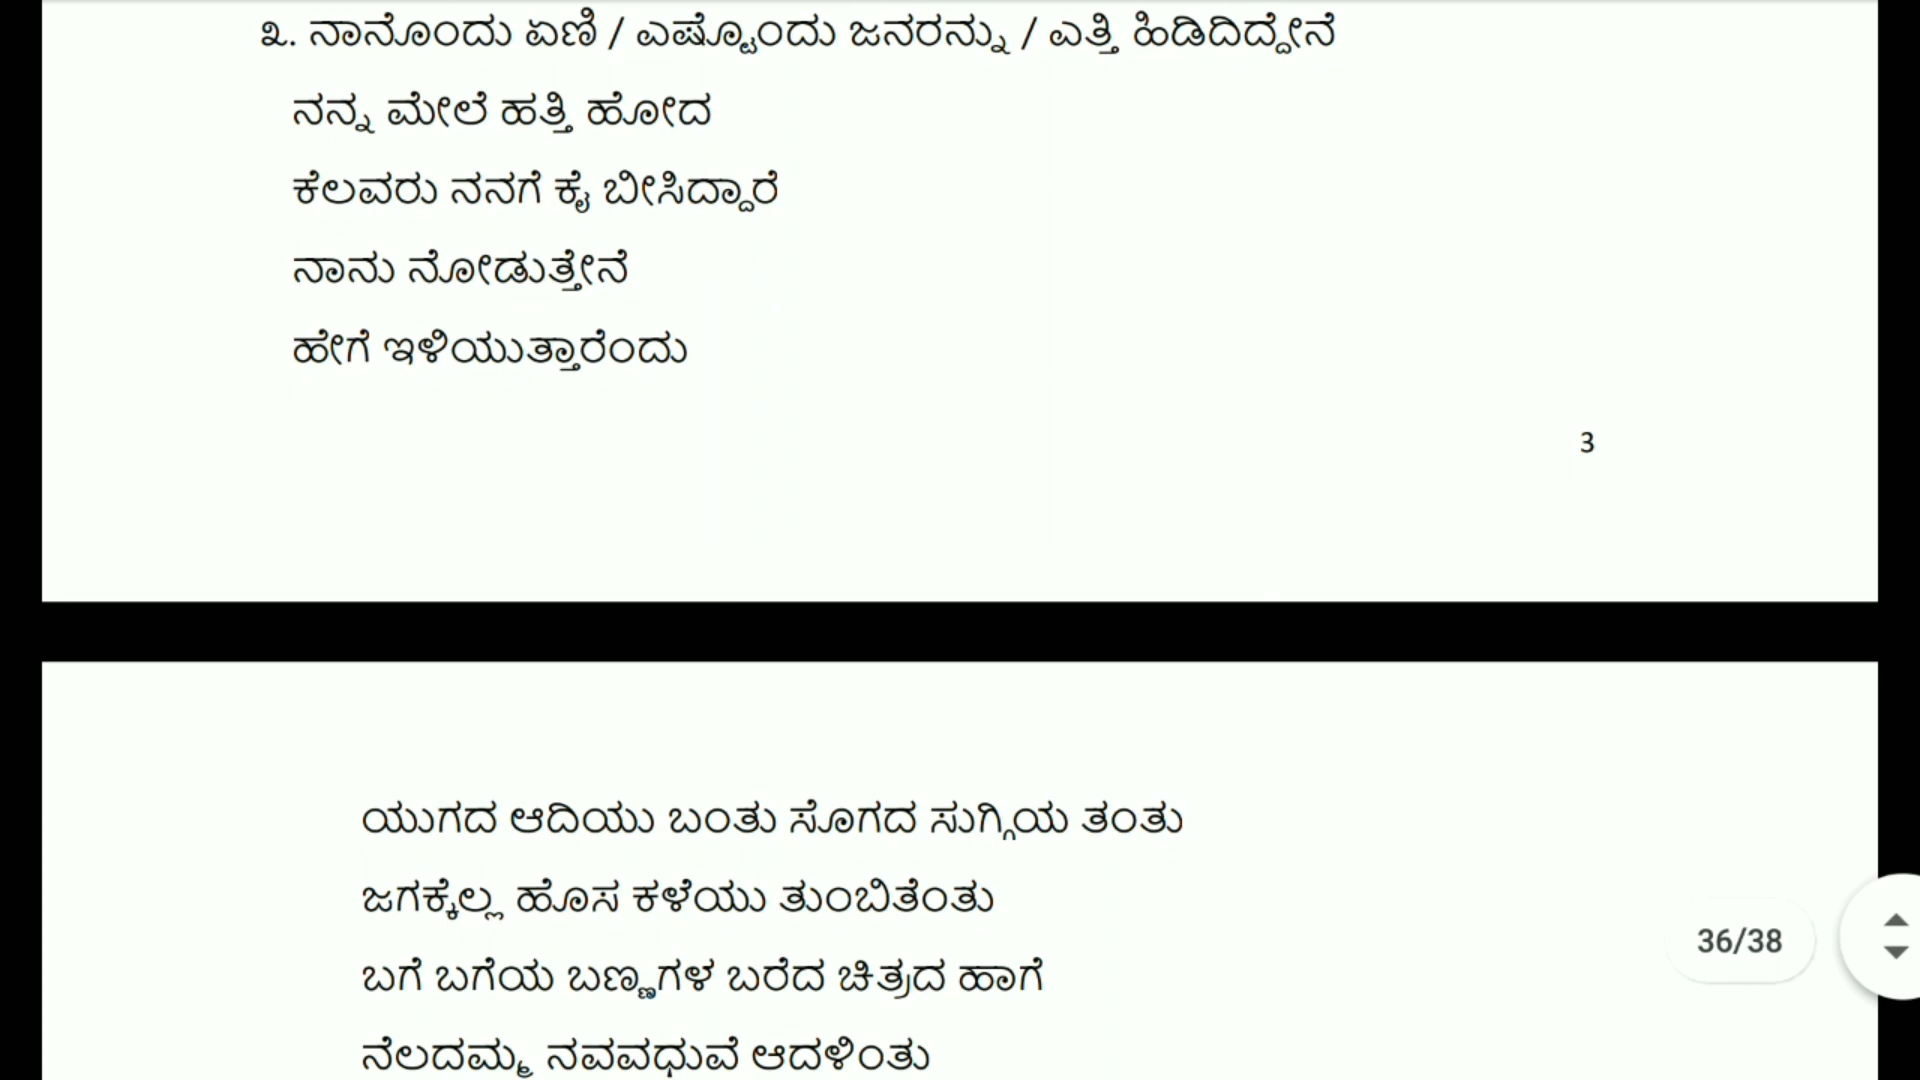 ೩. ನಾನೊಂದು ಏಣಿ / ಎಷ್ಟೊಂದು ಜನರನ್ನು / ಎತ್ತಿ ಹಿಡಿದಿದ್ದೇನೆ
ನನ್ನ ಮೇಲೆ ಹತ್ತಿ ಹೋದ
ಕೆಲವರು ನನಗೆ ಕೈ ಬೀಸಿದ್ದಾರೆ
ನಾನು ನೋಡುತ್ತೇನೆ
ಹೇಗೆ ಇಳಿಯುತ್ತಾರೆಂದು
3
ಯುಗದ ಆದಿಯು ಬಂತು ಸೊಗದ ಸುಗ್ಗಿಯ ತಂತು
ಜಗಕ್ಕೆಲ್ಲ ಹೊಸ ಕಳೆಯು ತುಂಬಿತೆಂತು
36/38
ಬಗೆ ಬಗೆಯ ಬಣ್ಣಗಳ ಬರೆದ ಚಿತ್ರದ ಹಾಗೆ
ನೆಲದಮ್ಮ ನವವಧುವೆ ಆದಳಿಂತು